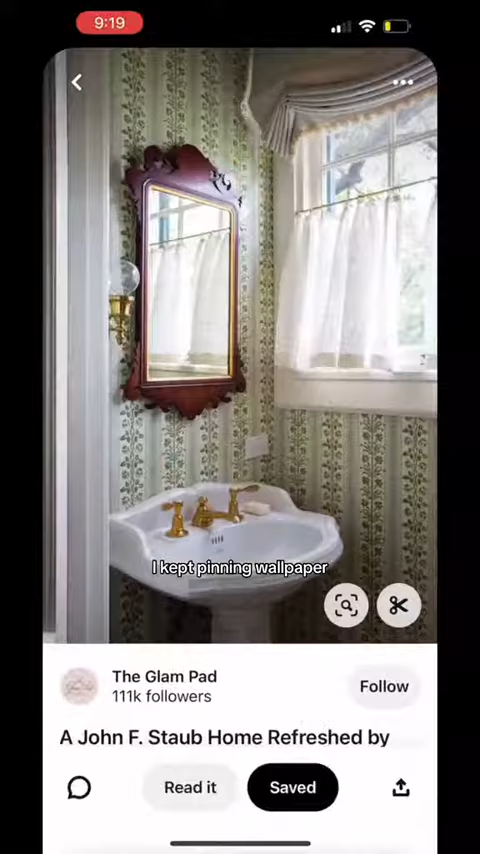 9:19
I kept pinning wallpaper
The Glam Pad
111k followers
Follow
A John F. Staub Home Refreshed by
Read it
Saved